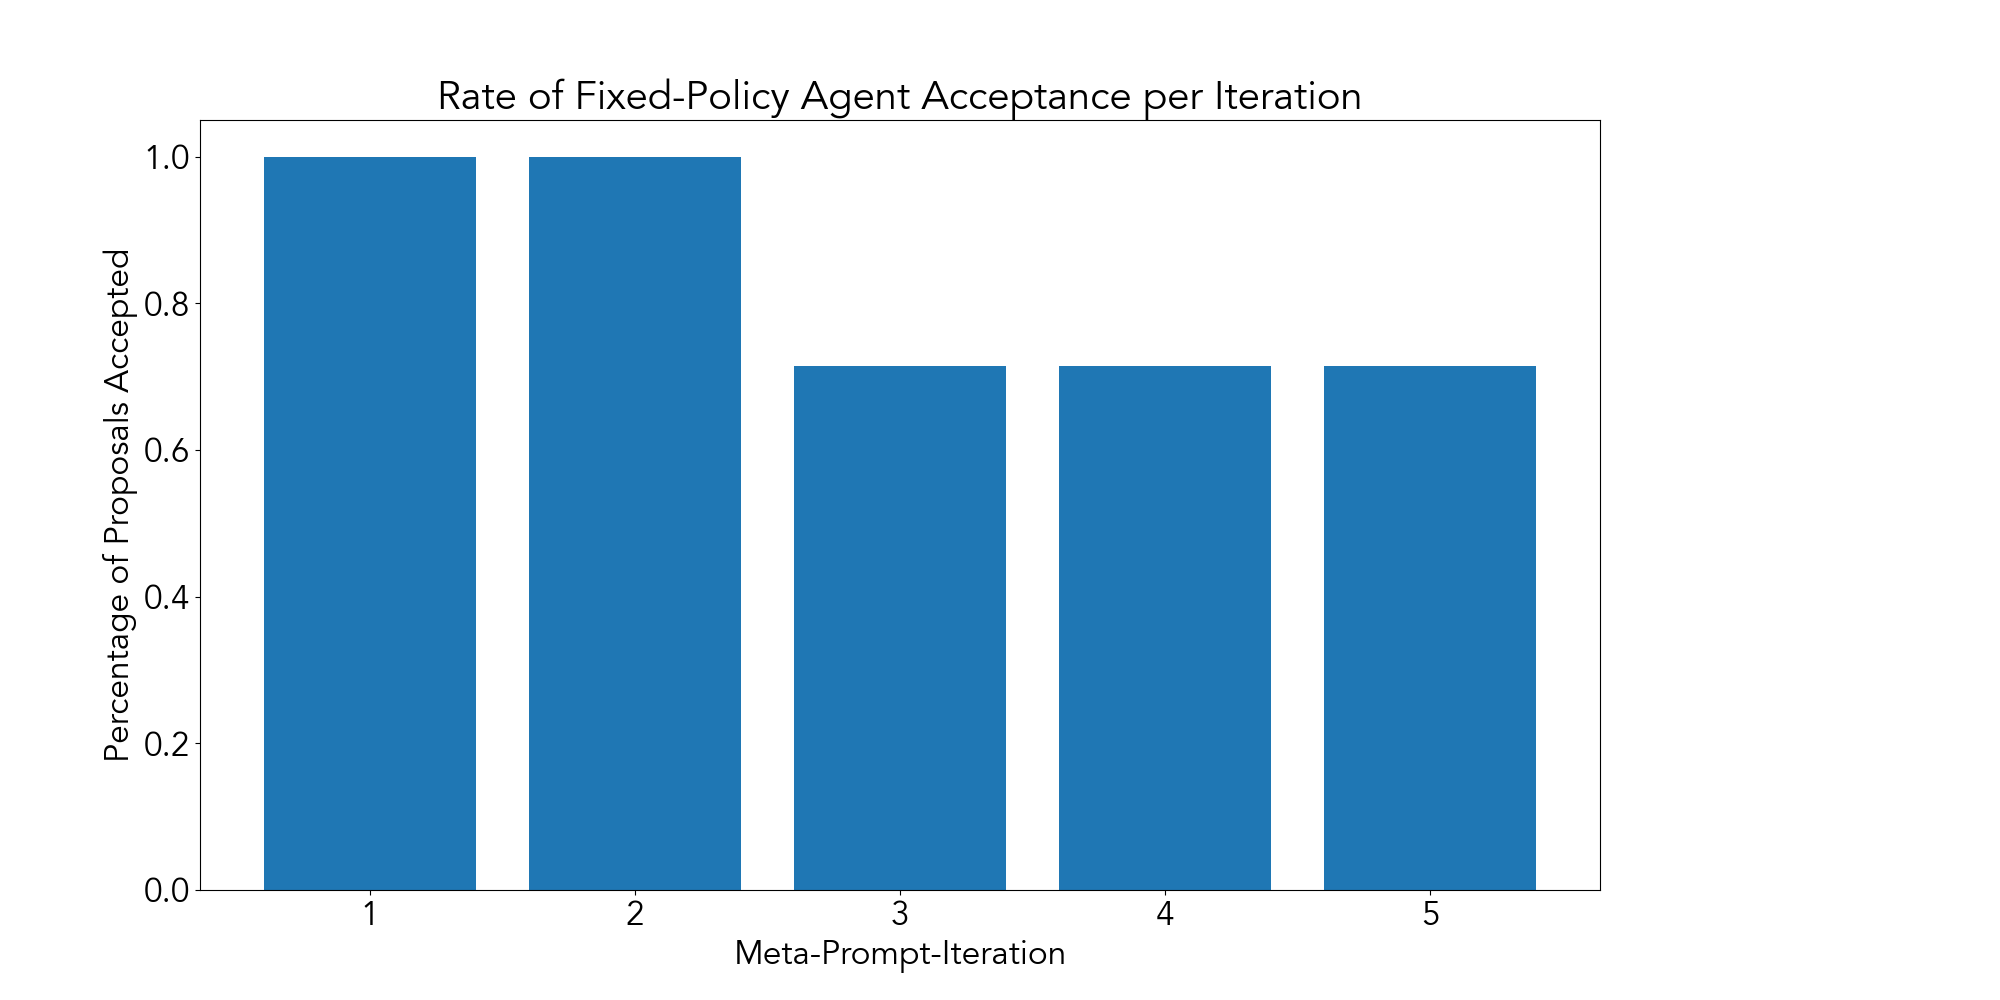 Rate of Fixed-Policy Agent Acceptance per Iteration
Percentage of Proposals Accepted
1.0
0.8
0.6
0.4
0.2
0.0
1 2 3 4 5
Meta-Prompt-Iteration